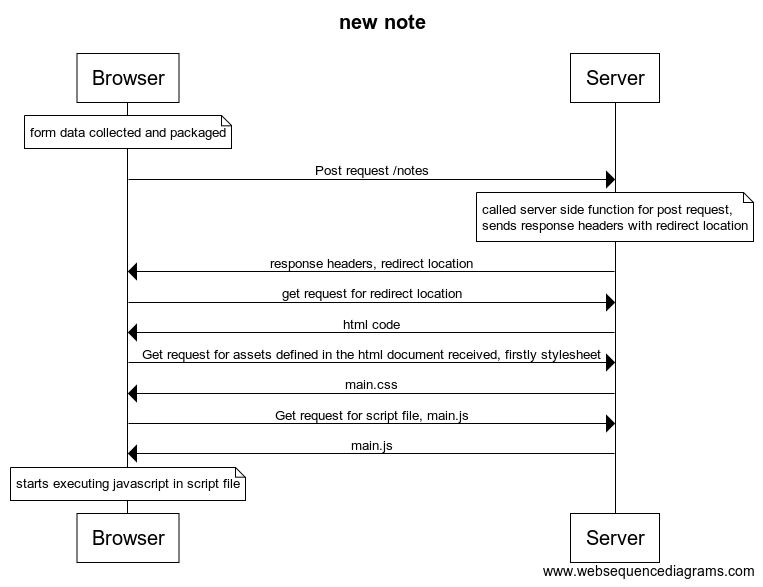 new note
Browser
Server
form data collected and packaged
Post request /notes
called server side function for post request,
sends response headers with redirect location
response headers, redirect location
get request for redirect location
html code
Get request for assets defined in the html document received, firstly stylesheet
main.css
Get request for script file, main.js
main.js
starts executing javascript in script file
Browser
Server
www.websequencediagrams.com